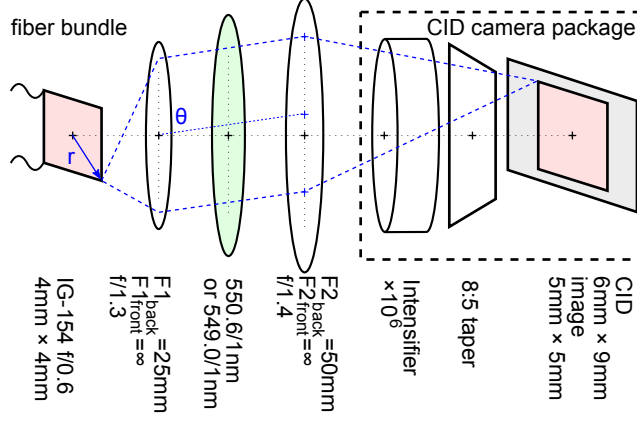 fiber bundle
CID camera package
r
θ
IG-154 f/0.6
4mm × 4mm
F1back=25mm
F1front=∞
f/1.3
550.6/1nm
or 549.0/1nm
F2back=50mm
F2front=∞
f/1.4
Intensifier
×10⁶
8:5 taper
CID
6mm × 9mm
image
5mm × 5mm